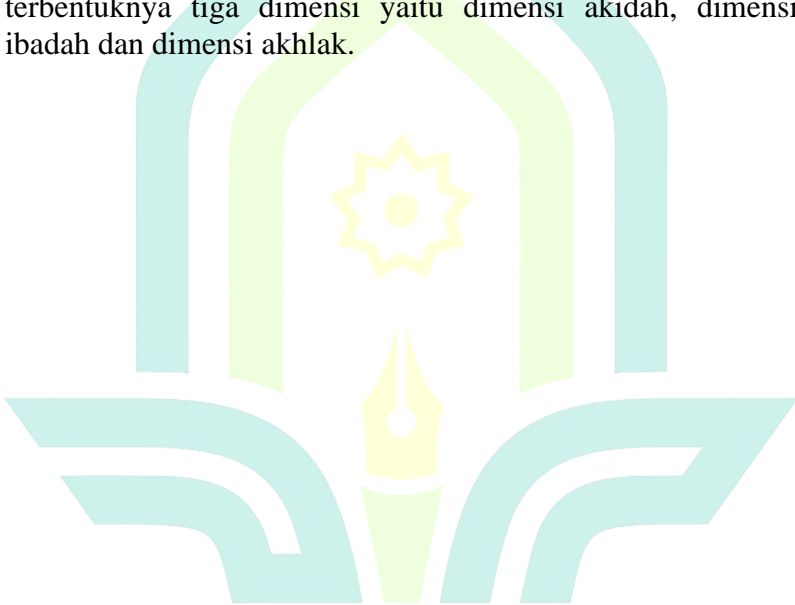 terbentuknya tiga dimensi yaitu dimensi akidah, dimensi
ibadah dan dimensi akhlak.